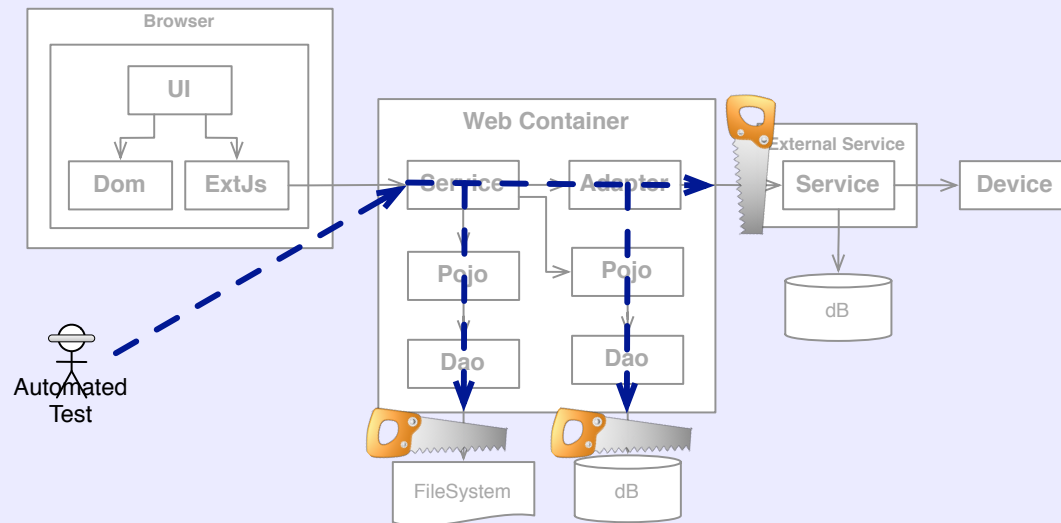 Browser
UI
Dom
ExtJs
Web Container
Service
Adapter
Pojo
Pojo
Dao
Dao
External Service
Service
Device
dB
Automated
Test
FileSystem
dB